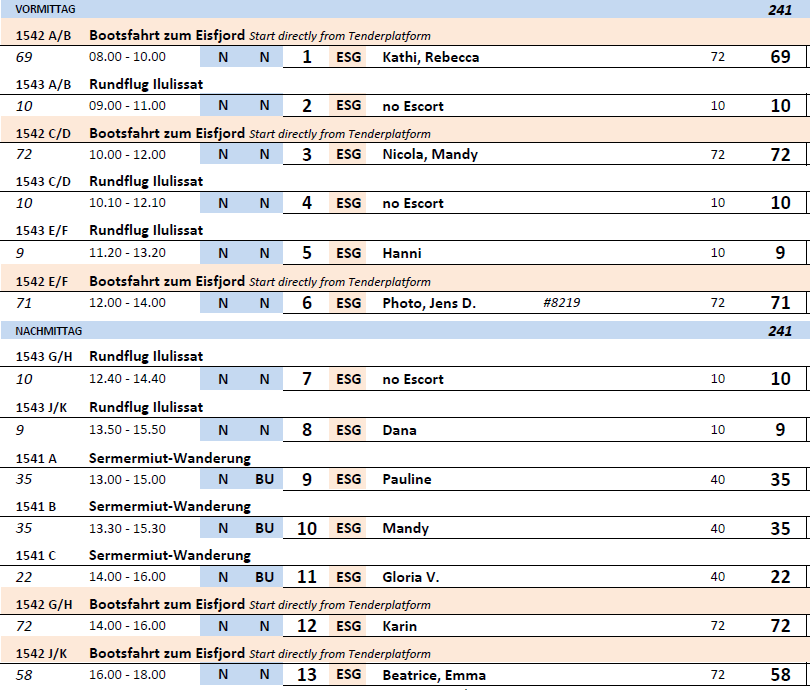 VORMITTAG 241
1542 A/B Bootsfahrt zum Eisfjord Start directly from Tenderplatform
69 08.00 - 10.00 N N 1 ESG Kathi, Rebecca 72 69
1543 A/B Rundflug Ilulissat
10 09.00 - 11.00 N N 2 ESG no Escort 10 10
1542 C/D Bootsfahrt zum Eisfjord Start directly from Tenderplatform
72 10.00 - 12.00 N N 3 ESG Nicola, Mandy 72 72
1543 C/D Rundflug Ilulissat
10 10.10 - 12.10 N N 4 ESG no Escort 10 10
1543 E/F Rundflug Ilulissat
9 11.20 - 13.20 N N 5 ESG Hanni 10 9
1542 E/F Bootsfahrt zum Eisfjord Start directly from Tenderplatform
71 12.00 - 14.00 N N 6 ESG Photo, Jens D. #8219 72 71
NACHMITTAG 241
1543 G/H Rundflug Ilulissat
10 12.40 - 14.40 N N 7 ESG no Escort 10 10
1543 J/K Rundflug Ilulissat
9 13.50 - 15.50 N N 8 ESG Dana 10 9
1541 A Sermermiut-Wanderung
35 13.00 - 15.00 N BU 9 ESG Pauline 40 35
1541 B Sermermiut-Wanderung
35 13.30 - 15.30 N BU 10 ESG Mandy 40 35
1541 C Sermermiut-Wanderung
22 14.00 - 16.00 N BU 11 ESG Gloria V. 40 22
1542 G/H Bootsfahrt zum Eisfjord Start directly from Tenderplatform
72 14.00 - 16.00 N N 12 ESG Karin 72 72
1542 J/K Bootsfahrt zum Eisfjord Start directly from Tenderplatform
58 16.00 - 18.00 N N 13 ESG Beatrice, Emma 72 58